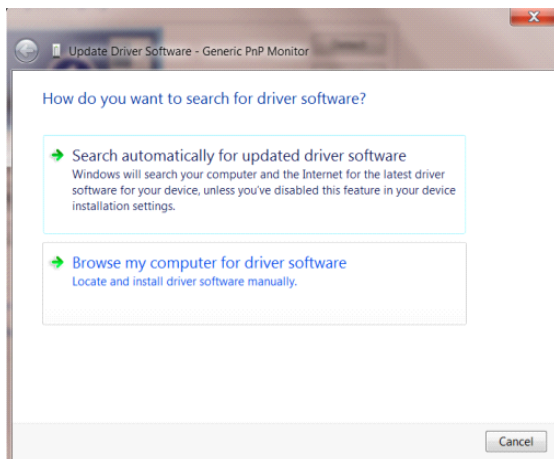 Update Driver Software - Generic PnP Monitor
How do you want to search for driver software?
Search automatically for updated driver software
Windows will search your computer and the Internet for the latest driver
software for your device, unless you've disabled this feature in your device
installation settings.
Browse my computer for driver software
Locate and install driver software manually.
Cancel